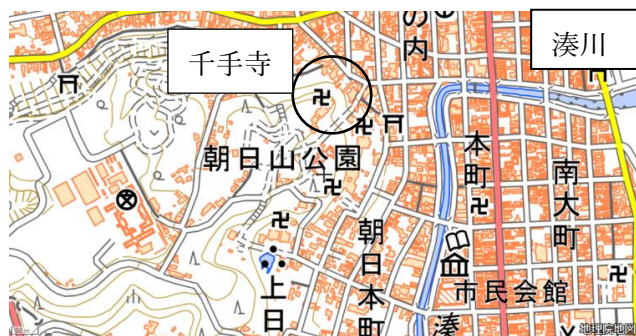 の内
湊川
千手寺
朝日山公園
本町
南大町
朝日本町
上日
市民会館
湊
地理院地図